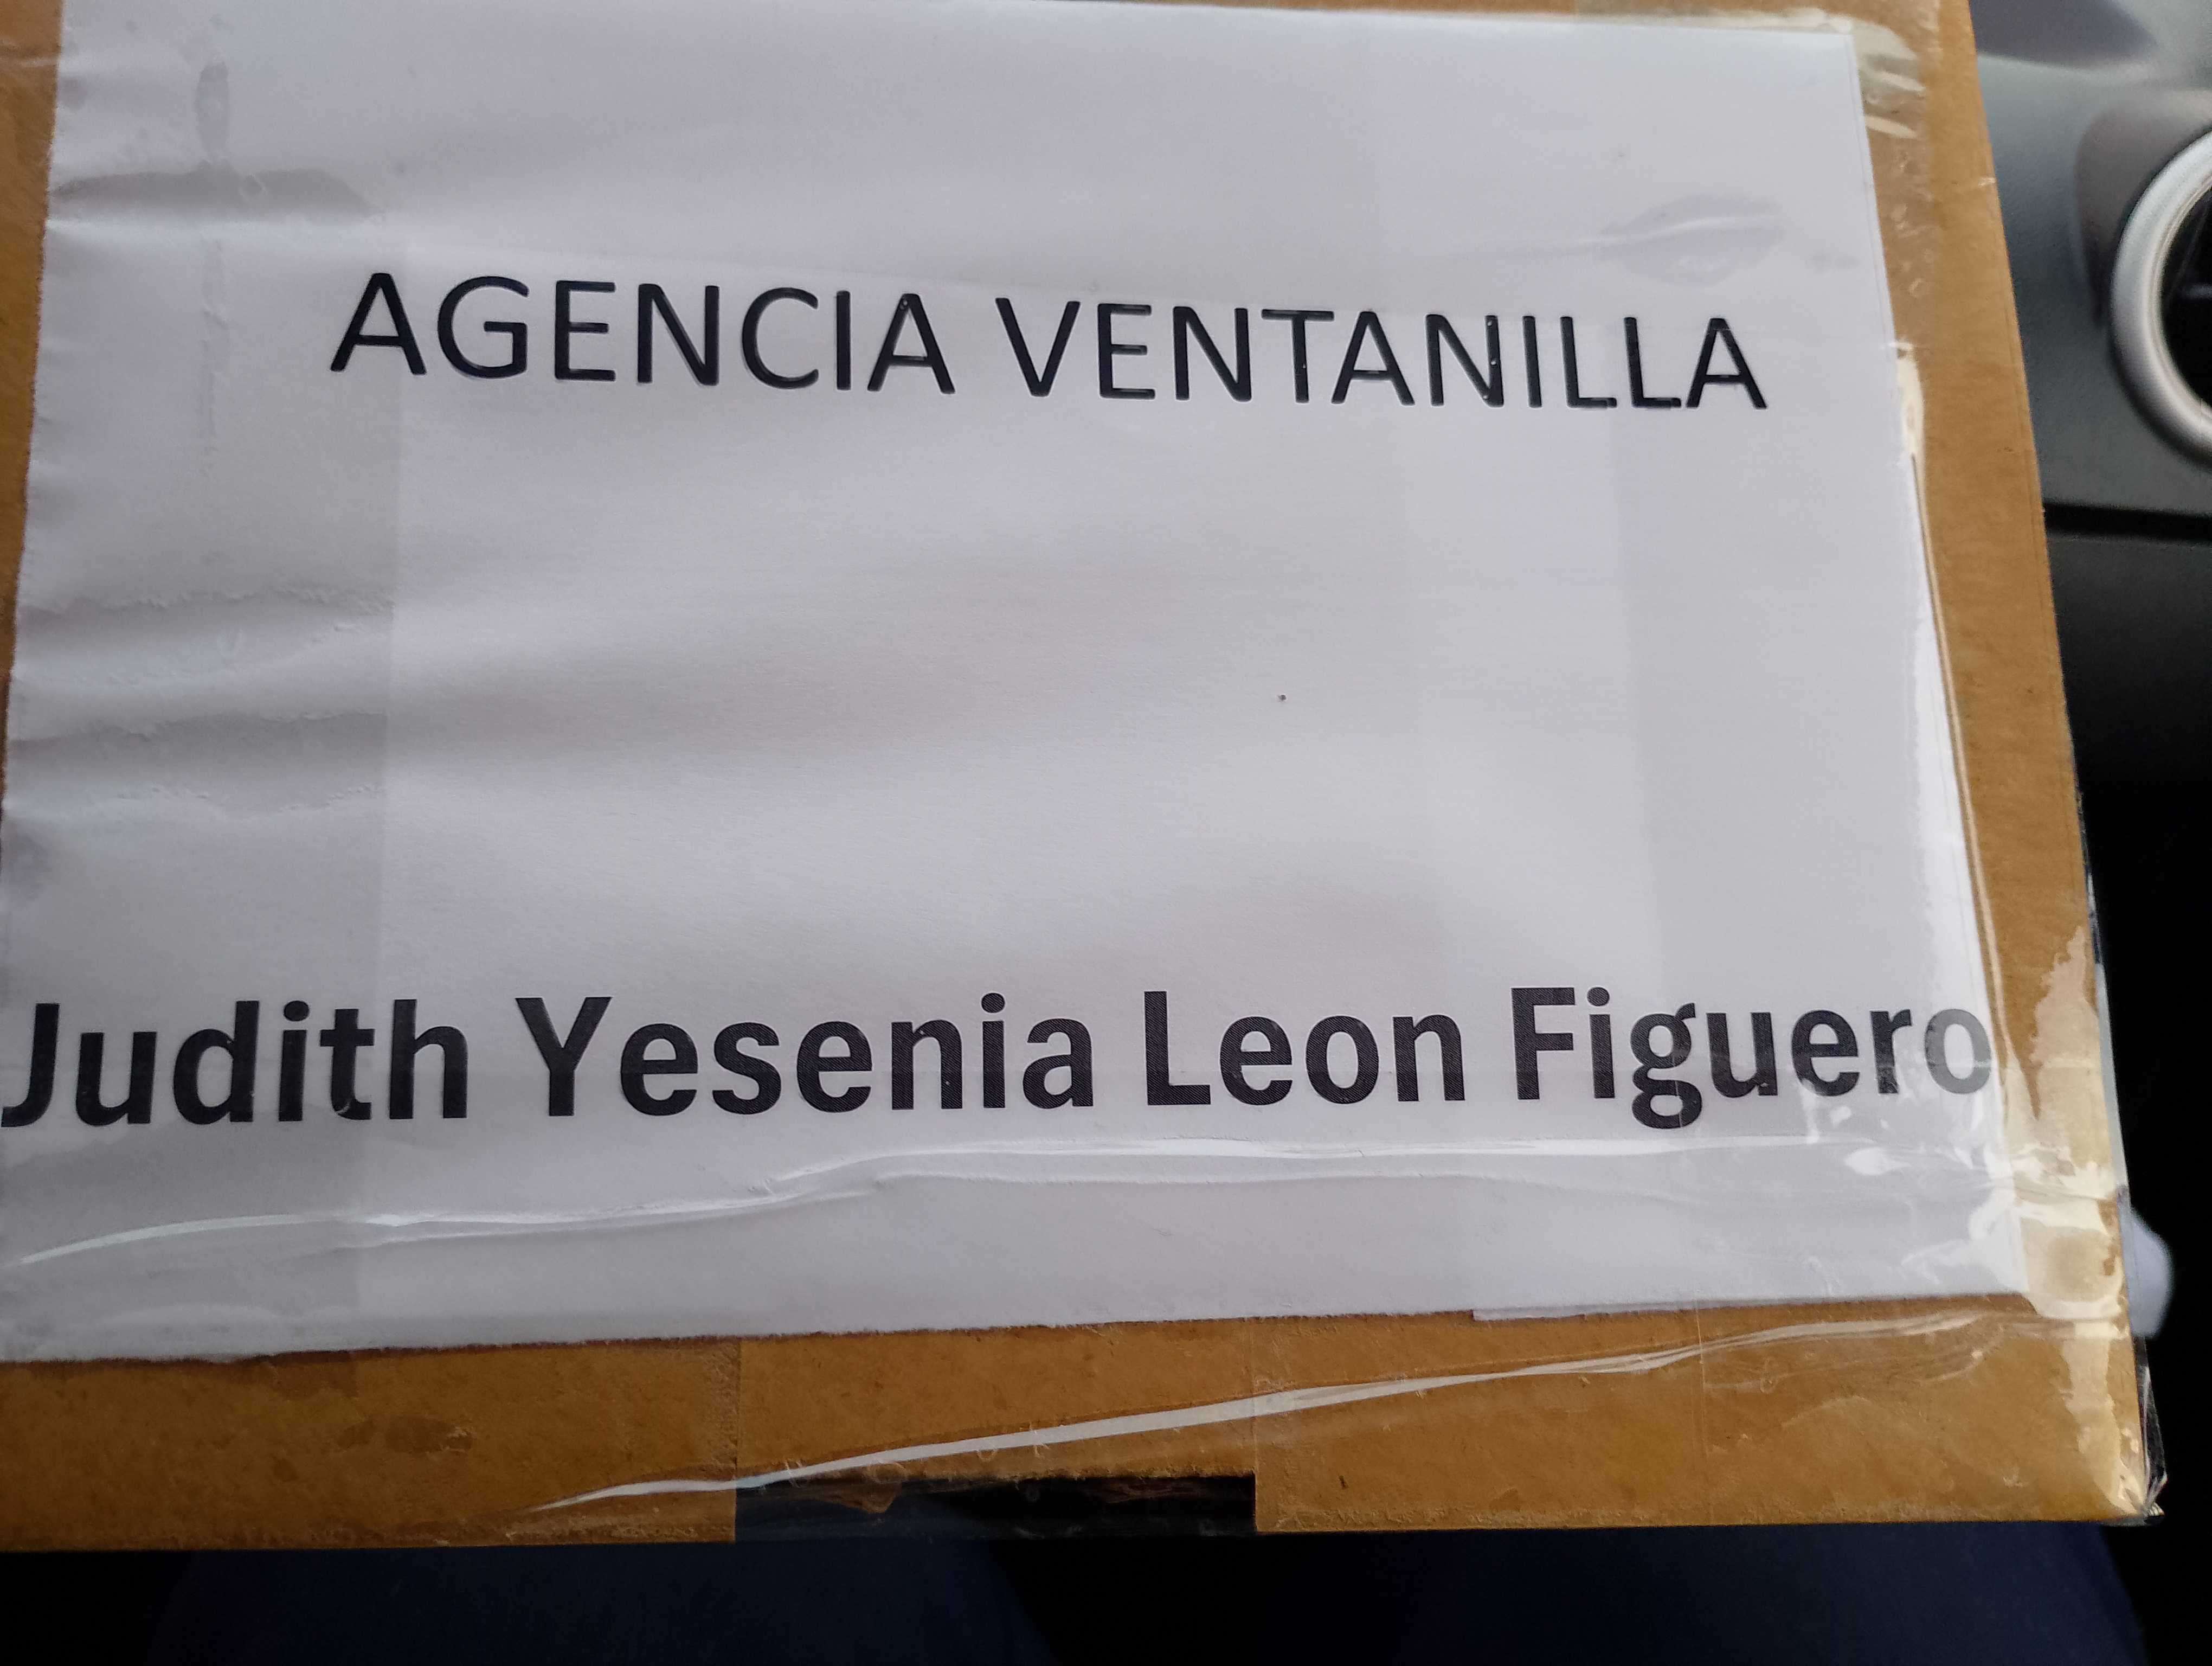 AGENCIA VENTANILLA
Judith Yesenia Leon Figuero